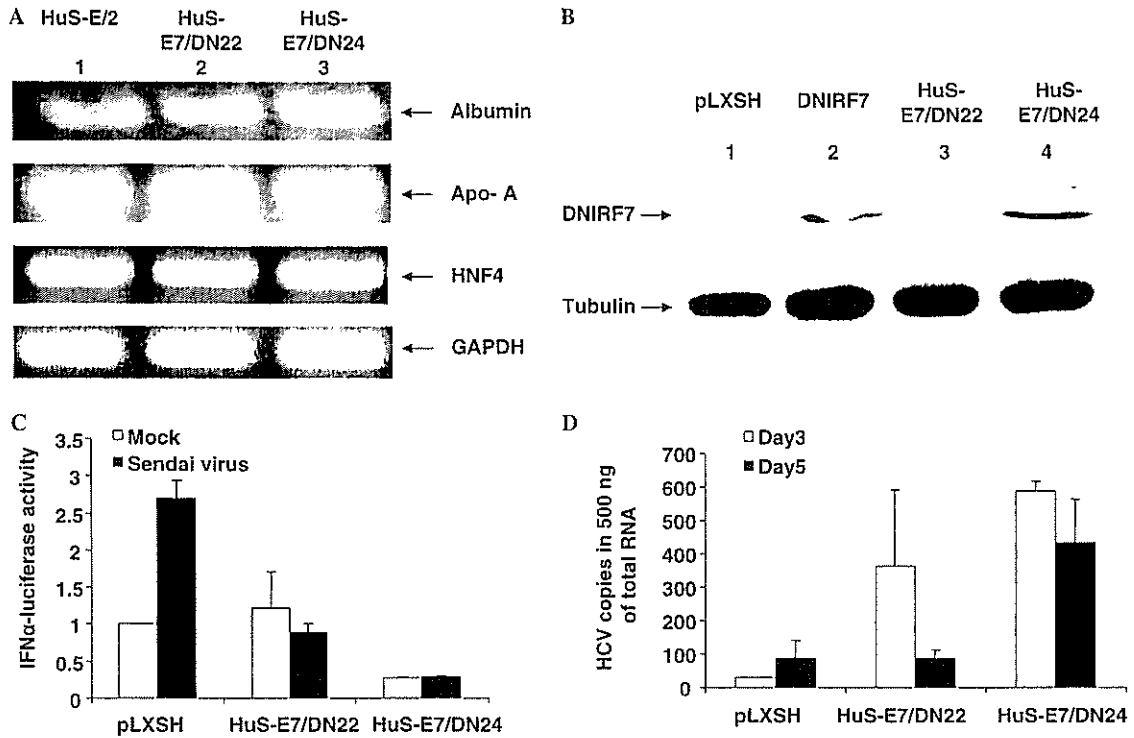 A
HuS-E/2
HuS-
E7/DN22
HuS-
E7/DN24
1 2 3
Albumin
Apo- A
HNF4
GAPDH
B
pLXSH
DNIRF7
HuS-
E7/DN22
HuS-
E7/DN24
1 2 3 4
DNIRF7
Tubulin
C
Mock
Sendai virus
IFNα-luciferase activity
3.5
3
2.5
2
1.5
1
0.5
0
pLXSH HuS-E7/DN22 HuS-E7/DN24
D
Day3
Day5
HCV copies in 500 ng
of total RNA
700
600
500
400
300
200
100
0
pLXSH HuS-E7/DN22 HuS-E7/DN24